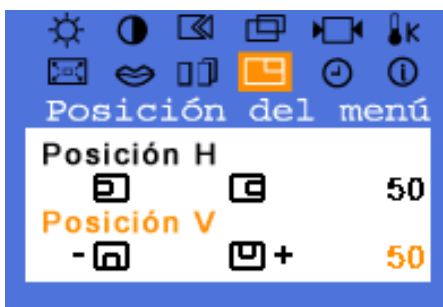 K
Posición del menú
Posición H
50
Posición V
- + 50